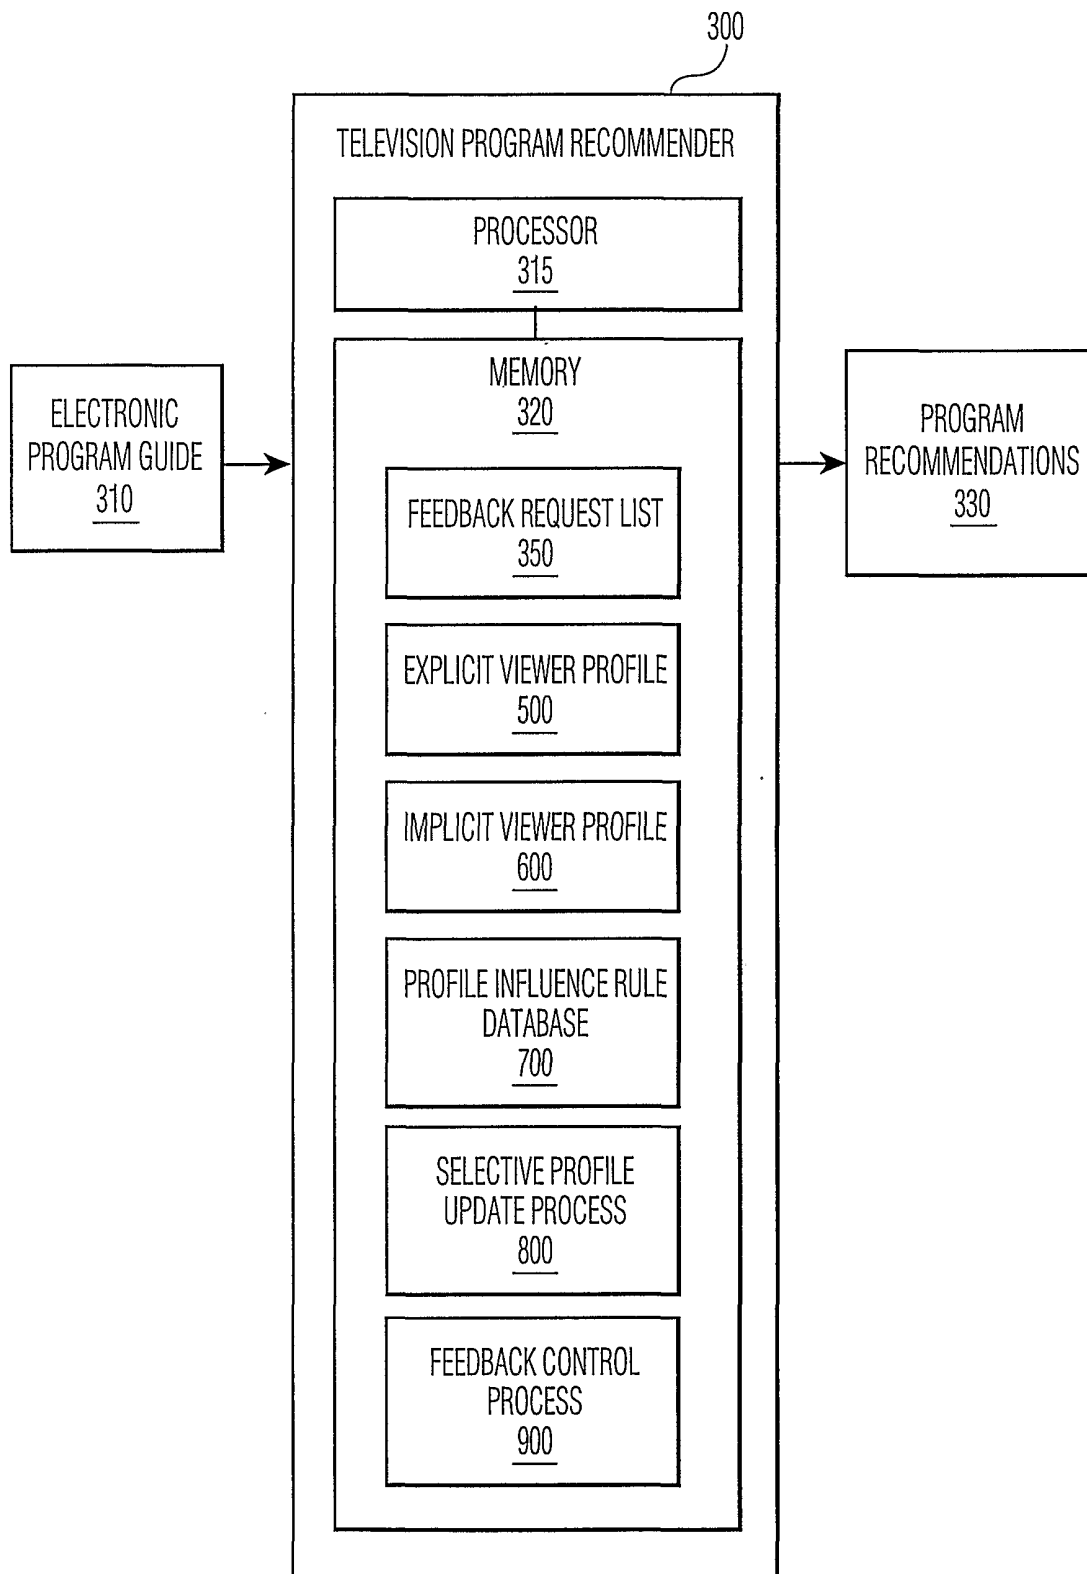 300
TELEVISION PROGRAM RECOMMENDER
PROCESSOR
315
MEMORY
320
ELECTRONIC
PROGRAM GUIDE
310
PROGRAM
RECOMMENDATIONS
330
FEEDBACK REQUEST LIST
350
EXPLICIT VIEWER PROFILE
500
IMPLICIT VIEWER PROFILE
600
PROFILE INFLUENCE RULE
DATABASE
700
SELECTIVE PROFILE
UPDATE PROCESS
800
FEEDBACK CONTROL
PROCESS
900